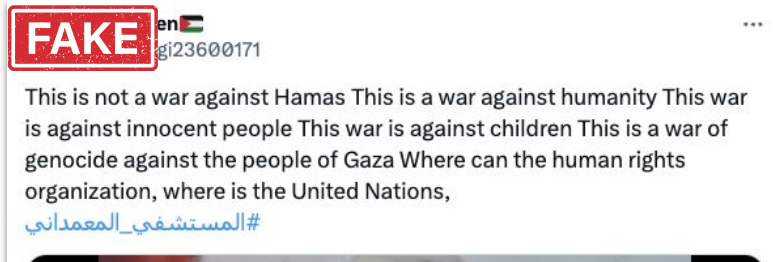 FAKE
en🇵🇸
gi23600171
This is not a war against Hamas This is a war against humanity This war
is against innocent people This war is against children This is a war of
genocide against the people of Gaza Where can the human rights
organization, where is the United Nations,
#المستشفي_المعمداني